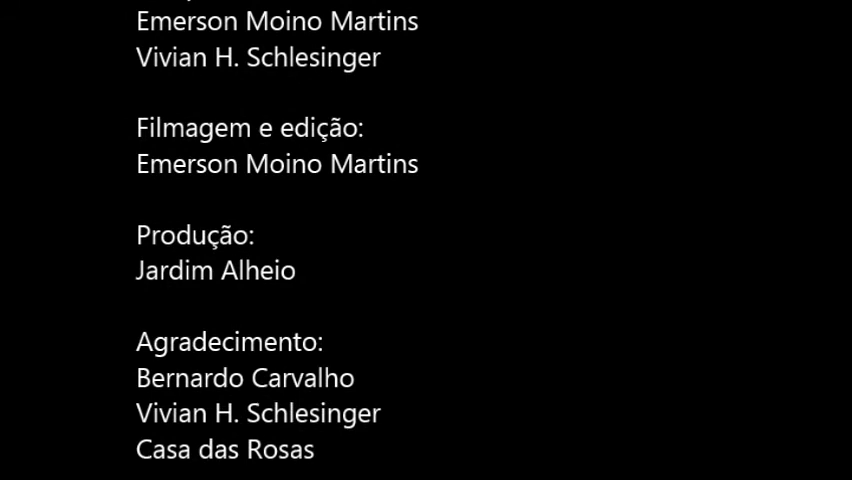 Emerson Moino Martins
Vivian H. Schlesinger
Filmagem e edição:
Emerson Moino Martins
Produção:
Jardim Alheio
Agradecimento:
Bernardo Carvalho
Vivian H. Schlesinger
Casa das Rosas